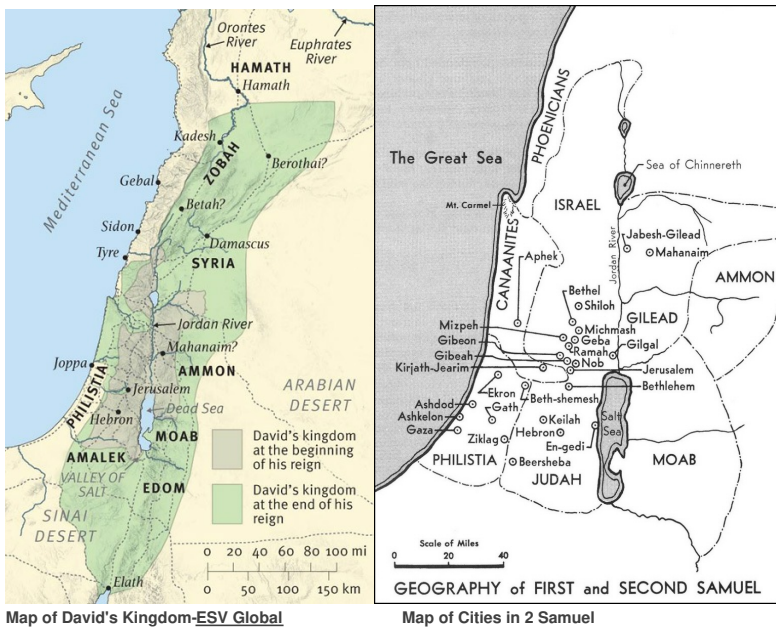 Orontes
River
Euphrates
River
HAMATH
Hamath
Mediterranean Sea
Kadesh
ZOBAH
Berothai?
Gebal
Betah?
Sidon
Damascus
Tyre
SYRIA
Jordan River
Mahanaim?
Joppa
AMMON
PHILISTIA
Jerusalem
ARABIAN
DESERT
Dead Sea
Hebron
MOAB
AMALEK
VALLEY OF
SALT
EDOM
SINAI
DESERT
Elath
David's kingdom
at the beginning
of his reign
David's kingdom
at the end of his
reign
0 20 40 60 80 100 mi
0 50 100 150 km
Map of David's Kingdom-ESV Global
PHOENICIANS
The Great Sea
Sea of Chinnereth
Mt. Carmel
ISRAEL
CANAANITES
Jordan River
Jabesh-Gilead
Mahanaim
Aphek
AMMON
Bethel
Shiloh
GILEAD
Mizpeh
Michmash
Gibeon
Geba
Ramah
Gilgal
Gibeah
Nob
Kirjath-Jearim
Jerusalem
Bethlehem
Ekron
Beth-shemesh
Ashdod
Gath
Ashkelon
Keilah
Salt
Sea
Gaza
Ziklag
Hebron
En-gedi
PHILISTIA
Beersheba
MOAB
JUDAH
Scale of Miles
0 40
GEOGRAPHY of FIRST and SECOND SAMUEL
Map of Cities in 2 Samuel